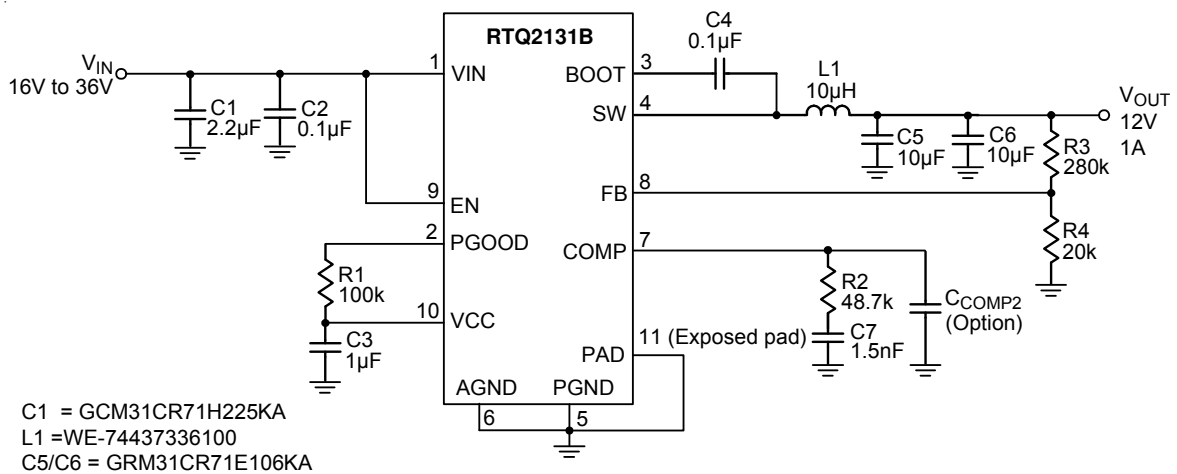 RTQ2131B
VIN
16V to 36V
C1
2.2µF
C2
0.1µF
1
VIN
9
EN
2
PGOOD
R1
100k
10
VCC
C3
1µF
AGND
6
PGND
5
BOOT
3
C4
0.1µF
SW
4
L1
10µH
C5
10µF
C6
10µF
VOUT
12V
1A
R3
280k
FB
8
R4
20k
COMP
7
R2
48.7k
C7
1.5nF
CCOMP2
(Option)
11 (Exposed pad)
PAD
C1 = GCM31CR71H225KA
L1 =WE-74437336100
C5/C6 = GRM31CR71E106KA